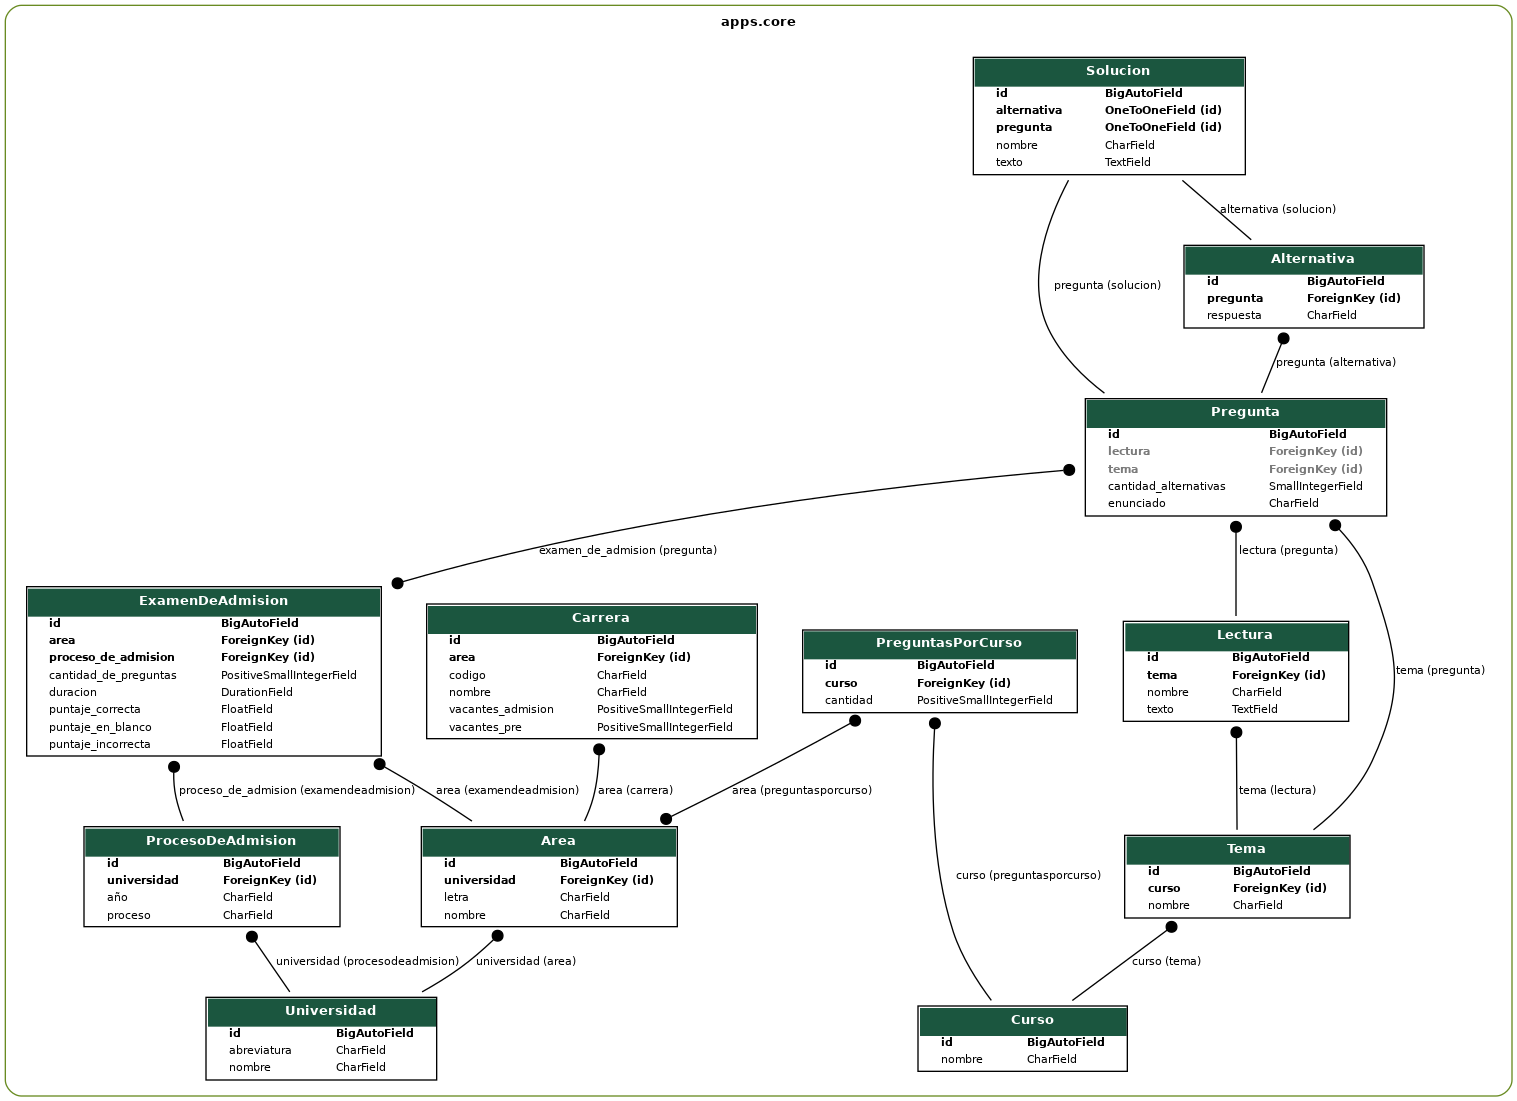 apps.core
Solucion
id BigAutoField
alternativa OneToOneField (id)
pregunta OneToOneField (id)
nombre CharField
texto TextField
alternativa (solucion)
pregunta (solucion)
Alternativa
id BigAutoField
pregunta ForeignKey (id)
respuesta CharField
pregunta (alternativa)
Pregunta
id BigAutoField
lectura ForeignKey (id)
tema ForeignKey (id)
cantidad_alternativas SmallIntegerField
enunciado CharField
examen_de_admision (pregunta)
lectura (pregunta)
tema (pregunta)
ExamenDeAdmision
id BigAutoField
area ForeignKey (id)
proceso_de_admision ForeignKey (id)
cantidad_de_preguntas PositiveSmallIntegerField
duracion DurationField
puntaje_correcta FloatField
puntaje_en_blanco FloatField
puntaje_incorrecta FloatField
Carrera
id BigAutoField
area ForeignKey (id)
codigo CharField
nombre CharField
vacantes_admision PositiveSmallIntegerField
vacantes_pre PositiveSmallIntegerField
PreguntasPorCurso
id BigAutoField
curso ForeignKey (id)
cantidad PositiveSmallIntegerField
Lectura
id BigAutoField
tema ForeignKey (id)
nombre CharField
texto TextField
proceso_de_admision (examendeadmision)
area (examendeadmision)
area (carrera)
area (preguntasporcurso)
tema (lectura)
ProcesoDeAdmision
id BigAutoField
universidad ForeignKey (id)
año CharField
proceso CharField
Area
id BigAutoField
universidad ForeignKey (id)
letra CharField
nombre CharField
curso (preguntasporcurso)
Tema
id BigAutoField
curso ForeignKey (id)
nombre CharField
universidad (procesodeadmision)
universidad (area)
curso (tema)
Universidad
id BigAutoField
abreviatura CharField
nombre CharField
Curso
id BigAutoField
nombre CharField